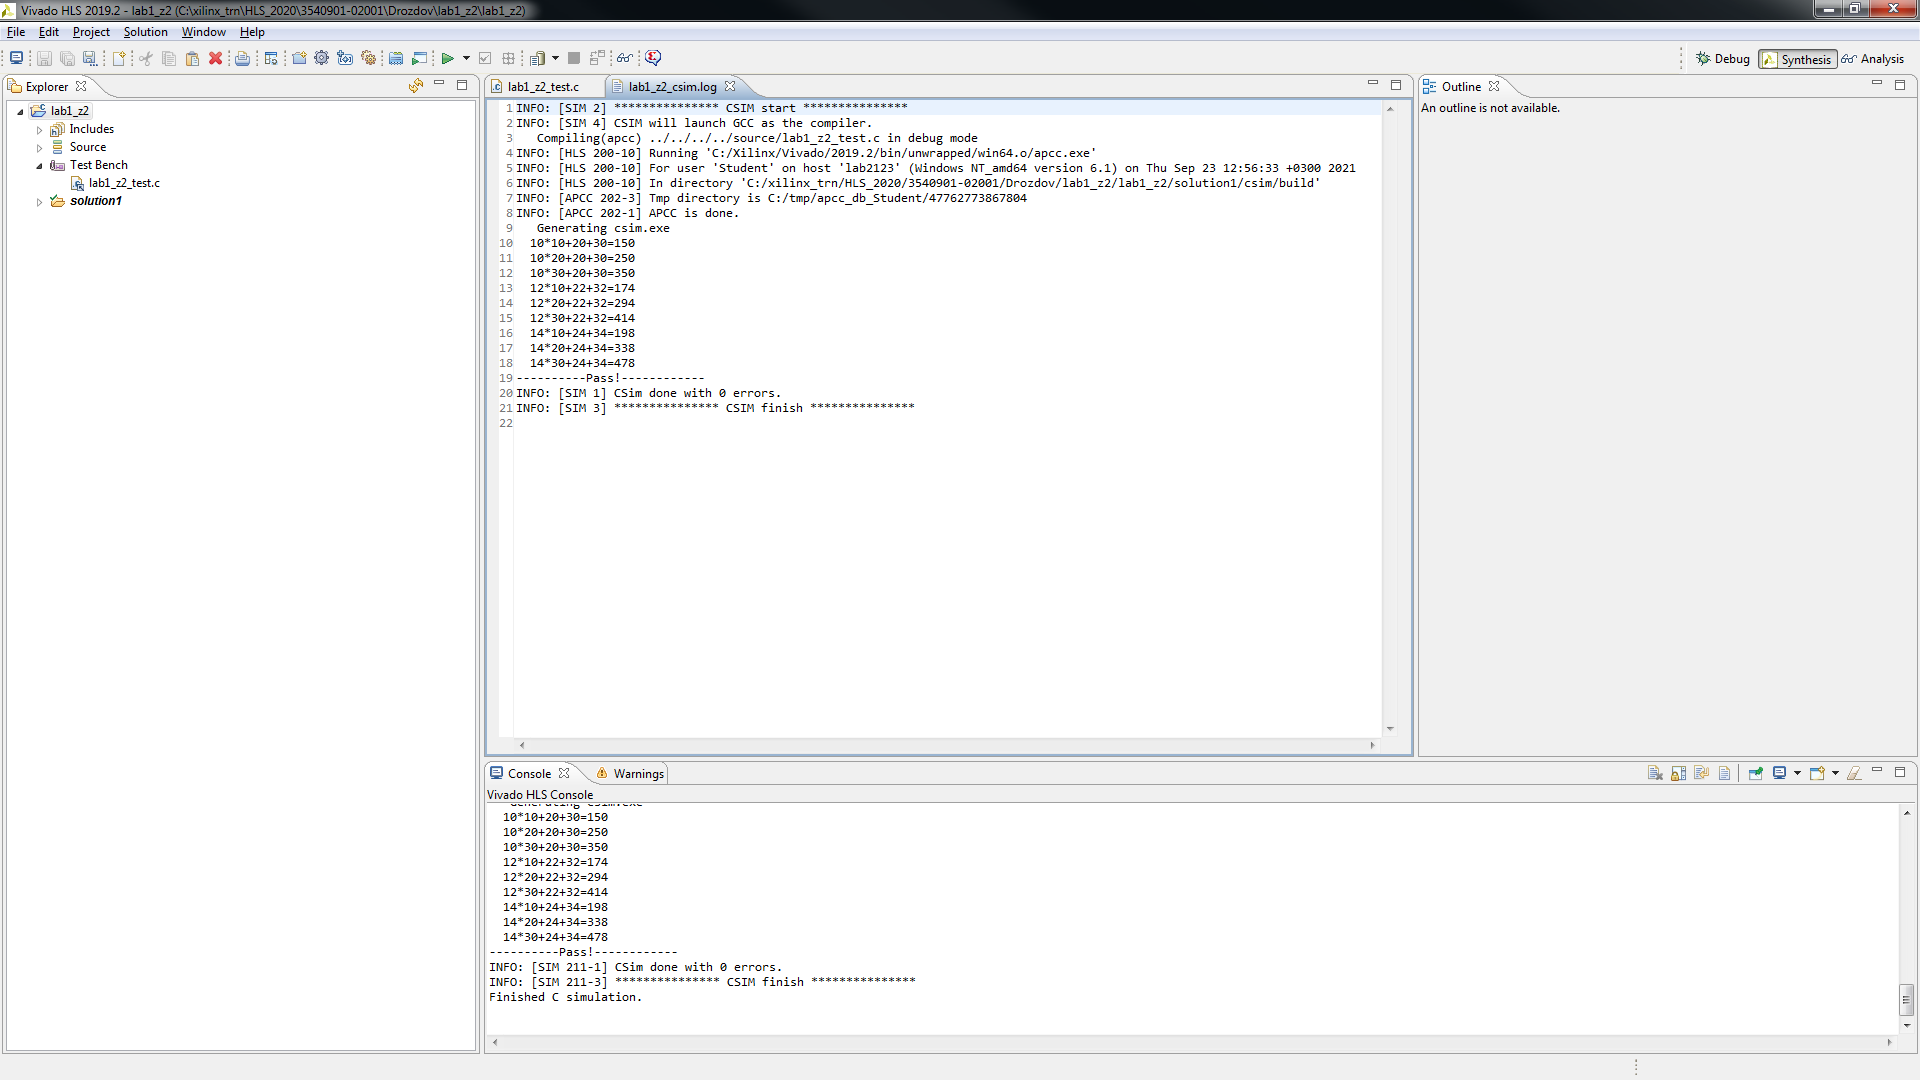 Vivado HLS 2019.2 - lab1_z2 (C:\xilinx_trn\HLS_2020\3540901-02001\Drozdov\lab1_z2\lab1_z2)
File Edit Project Solution Window Help
Debug Synthesis Analysis
Explorer
lab1_z2
Includes
Source
Test Bench
lab1_z2_test.c
solution1
lab1_z2_test.c lab1_z2_csim.log
1 INFO: [SIM 2] *************** CSIM start ***************
2 INFO: [SIM 4] CSIM will launch GCC as the compiler.
3 Compiling(apcc) ../../../../source/lab1_z2_test.c in debug mode
4 INFO: [HLS 200-10] Running 'C:/Xilinx/Vivado/2019.2/bin/unwrapped/win64.o/apcc.exe'
5 INFO: [HLS 200-10] For user 'Student' on host 'lab2123' (Windows NT_amd64 version 6.1) on Thu Sep 23 12:56:33 +0300 2021
6 INFO: [HLS 200-10] In directory 'C:/xilinx_trn/HLS_2020/3540901-02001/Drozdov/lab1_z2/lab1_z2/solution1/csim/build'
7 INFO: [APCC 202-3] Tmp directory is C:/tmp/apcc_db_Student/47762773867804
8 INFO: [APCC 202-1] APCC is done.
9 Generating csim.exe
10 10*10+20+30=150
11 10*20+20+30=250
12 10*30+20+30=350
13 12*10+22+32=174
14 12*20+22+32=294
15 12*30+22+32=414
16 14*10+24+34=198
17 14*20+24+34=338
18 14*30+24+34=478
19 ----------Pass!------------
20 INFO: [SIM 1] CSim done with 0 errors.
21 INFO: [SIM 3] *************** CSIM finish ***************
22
Outline
An outline is not available.
Console Warnings
Vivado HLS Console
Generating csim.exe
10*10+20+30=150
10*20+20+30=250
10*30+20+30=350
12*10+22+32=174
12*20+22+32=294
12*30+22+32=414
14*10+24+34=198
14*20+24+34=338
14*30+24+34=478
----------Pass!------------
INFO: [SIM 211-1] CSim done with 0 errors.
INFO: [SIM 211-3] *************** CSIM finish ***************
Finished C simulation.